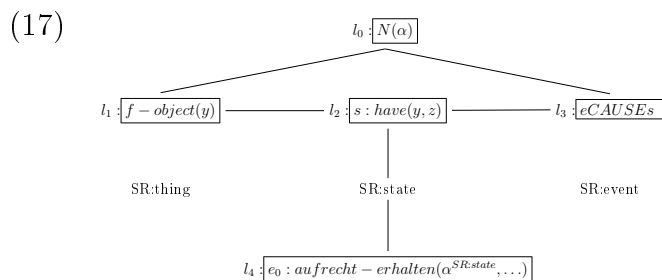 (17)
l₀ : N(α)
l₁ : f − object(y) l₂ : s : have(y, z) l₃ : eCAUSEs
SR:thing SR:state SR:event
l₄ : e₀ : aufrecht − erhalten(α^{SR:state}, …)